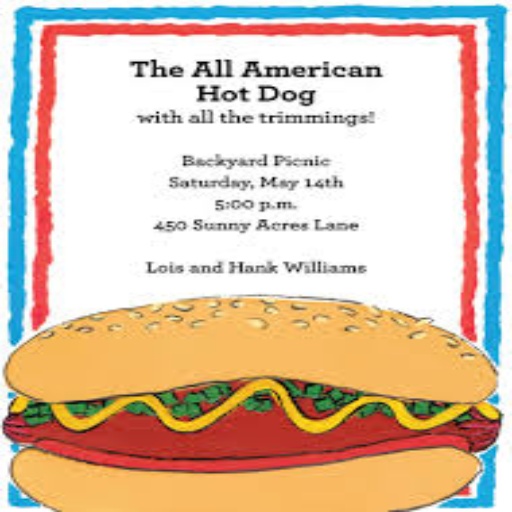 The All American
Hot Dog
with all the trimmings!
Backyard Picnic
Saturday, May 14th
5:00 p.m.
450 Sunny Acres Lane
Lois and Hank Williams